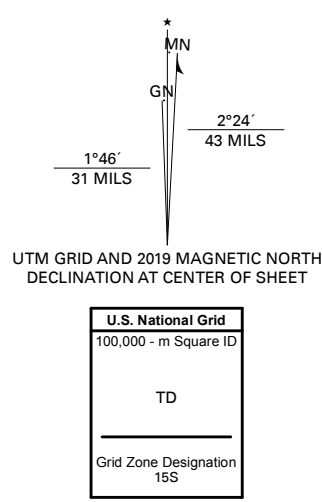 MN
GN
1°46´
31 MILS
2°24´
43 MILS
UTM GRID AND 2019 MAGNETIC NORTH
DECLINATION AT CENTER OF SHEET
U.S. National Grid
100,000 - m Square ID
TD
Grid Zone Designation
15S